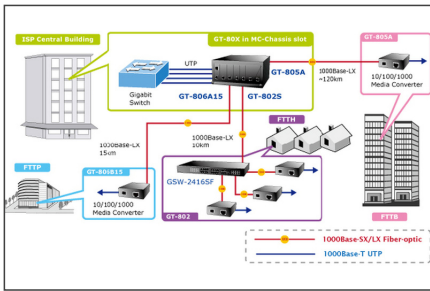 ISP Central Building
GT-80X in MC-Chassis slot
GT-805A
UTP
GT-805A
1000Base-LX
~120km
10/100/1000
Media Converter
Gigabit
Switch
GT-806A15
GT-802S
1000Base-LX
15km
1000Base-LX
10km
FTTH
FTTP
GT-806B15
GSW-2416SF
10/100/1000
Media Converter
GT-802
FTTB
1000Base-SX/LX Fiber-optic
1000Base-T UTP